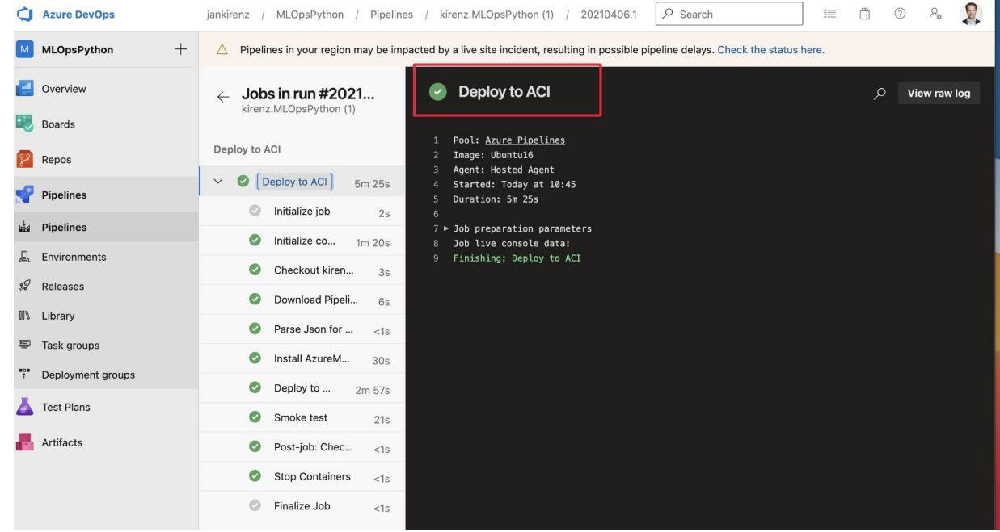 Azure DevOps
jankirenz / MLOpsPython / Pipelines / kirenz.MLOpsPython (1) / 20210406.1
Search
M MLOpsPython
Overview
Boards
Repos
Pipelines
Pipelines
Environments
Releases
Library
Task groups
Deployment groups
Test Plans
Artifacts
Pipelines in your region may be impacted by a live site incident, resulting in possible pipeline delays. Check the status here.
Jobs in run #2021...
kirenz.MLOpsPython (1)
Deploy to ACI
Deploy to ACI 5m 25s
Initialize job 2s
Initialize co... 1m 20s
Checkout kiren... 3s
Download Pipeli... 6s
Parse Json for ... <1s
Install AzureM... 30s
Deploy to ... 2m 57s
Smoke test 21s
Post-job: Chec... <1s
Stop Containers <1s
Finalize Job <1s
Deploy to ACI
View raw log
1 Pool: Azure Pipelines
2 Image: Ubuntu16
3 Agent: Hosted Agent
4 Started: Today at 10:45
5 Duration: 5m 25s
6
7 Job preparation parameters
8 Job live console data:
9 Finishing: Deploy to ACI